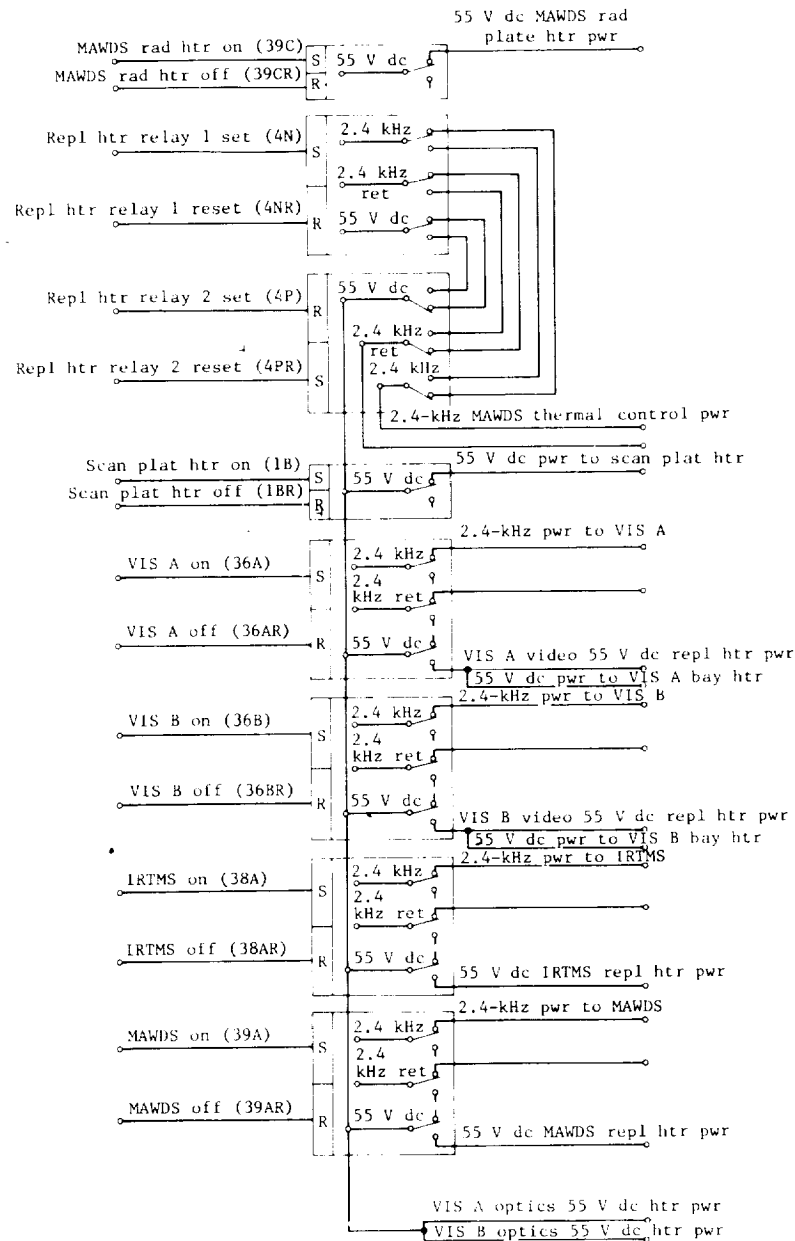 55 V dc MAWDS rad
plate htr pwr
MAWDS rad htr on (39C)
S
55 V dc
MAWDS rad htr off (39CR)
R
2.4 kHz
Repl htr relay 1 set (4N)
S
2.4 kHz
ret
Repl htr relay 1 reset (4NR)
R
55 V dc
Repl htr relay 2 set (4P)
R
55 V dc
2.4 kHz
ret
Repl htr relay 2 reset (4PR)
S
2.4 kHz
2.4-kHz MAWDS thermal control pwr
Scan plat htr on (1B)
S
55 V dc
55 V dc pwr to scan plat htr
Scan plat htr off (1BR)
R
2.4-kHz pwr to VIS A
2.4 kHz
VIS A on (36A)
S
2.4
kHz ret
VIS A off (36AR)
R
55 V dc
VIS A video 55 V dc repl htr pwr
55 V dc pwr to VIS A bay htr
2.4-kHz pwr to VIS B
2.4 kHz
VIS B on (36B)
S
2.4
kHz ret
VIS B off (36BR)
R
55 V dc
VIS B video 55 V dc repl htr pwr
55 V dc pwr to VIS B bay htr
2.4-kHz pwr to IRTMS
2.4 kHz
IRTMS on (38A)
S
2.4
kHz ret
IRTMS off (38AR)
R
55 V dc
55 V dc IRTMS repl htr pwr
2.4-kHz pwr to MAWDS
2.4 kHz
MAWDS on (39A)
S
2.4
kHz ret
MAWDS off (39AR)
R
55 V dc
55 V dc MAWDS repl htr pwr
VIS A optics 55 V dc htr pwr
VIS B optics 55 V dc htr pwr